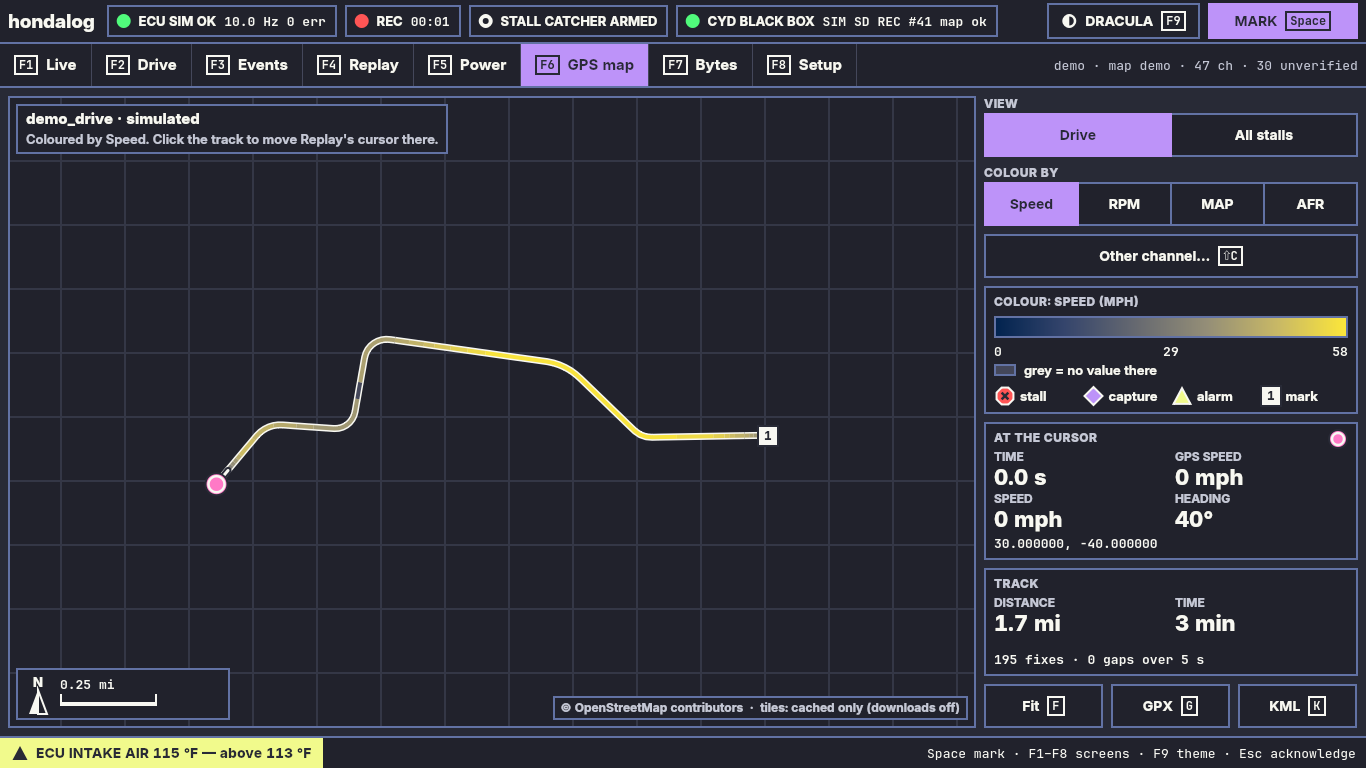 hondalog
ECU SIM OK 10.0 Hz 0 err
REC 00:01
STALL CATCHER ARMED
CYD BLACK BOX SIM SD REC #41 map ok
DRACULA F9
MARK Space
F1 Live
F2 Drive
F3 Events
F4 Replay
F5 Power
F6 GPS map
F7 Bytes
F8 Setup
demo · map demo · 47 ch · 30 unverified
demo_drive · simulated
Coloured by Speed. Click the track to move Replay's cursor there.
1
N
0.25 mi
© OpenStreetMap contributors · tiles: cached only (downloads off)
VIEW
Drive
All stalls
COLOUR BY
Speed
RPM
MAP
AFR
Other channel... ⇧C
COLOUR: SPEED (MPH)
0 29 58
grey = no value there
stall
capture
alarm
1 mark
AT THE CURSOR
TIME GPS SPEED
0.0 s 0 mph
SPEED HEADING
0 mph 40°
30.000000, -40.000000
TRACK
DISTANCE TIME
1.7 mi 3 min
195 fixes · 0 gaps over 5 s
Fit F
GPX G
KML K
ECU INTAKE AIR 115 °F — above 113 °F
Space mark · F1–F8 screens · F9 theme · Esc acknowledge